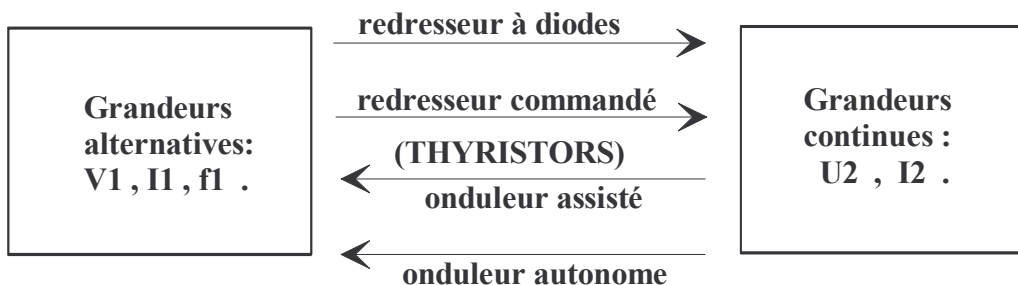 redresseur à diodes
Grandeurs
alternatives:
V1 , I1 , f1 .
redresseur commandé
(THYRISTORS)
onduleur assisté
onduleur autonome
Grandeurs
continues :
U2 , I2 .